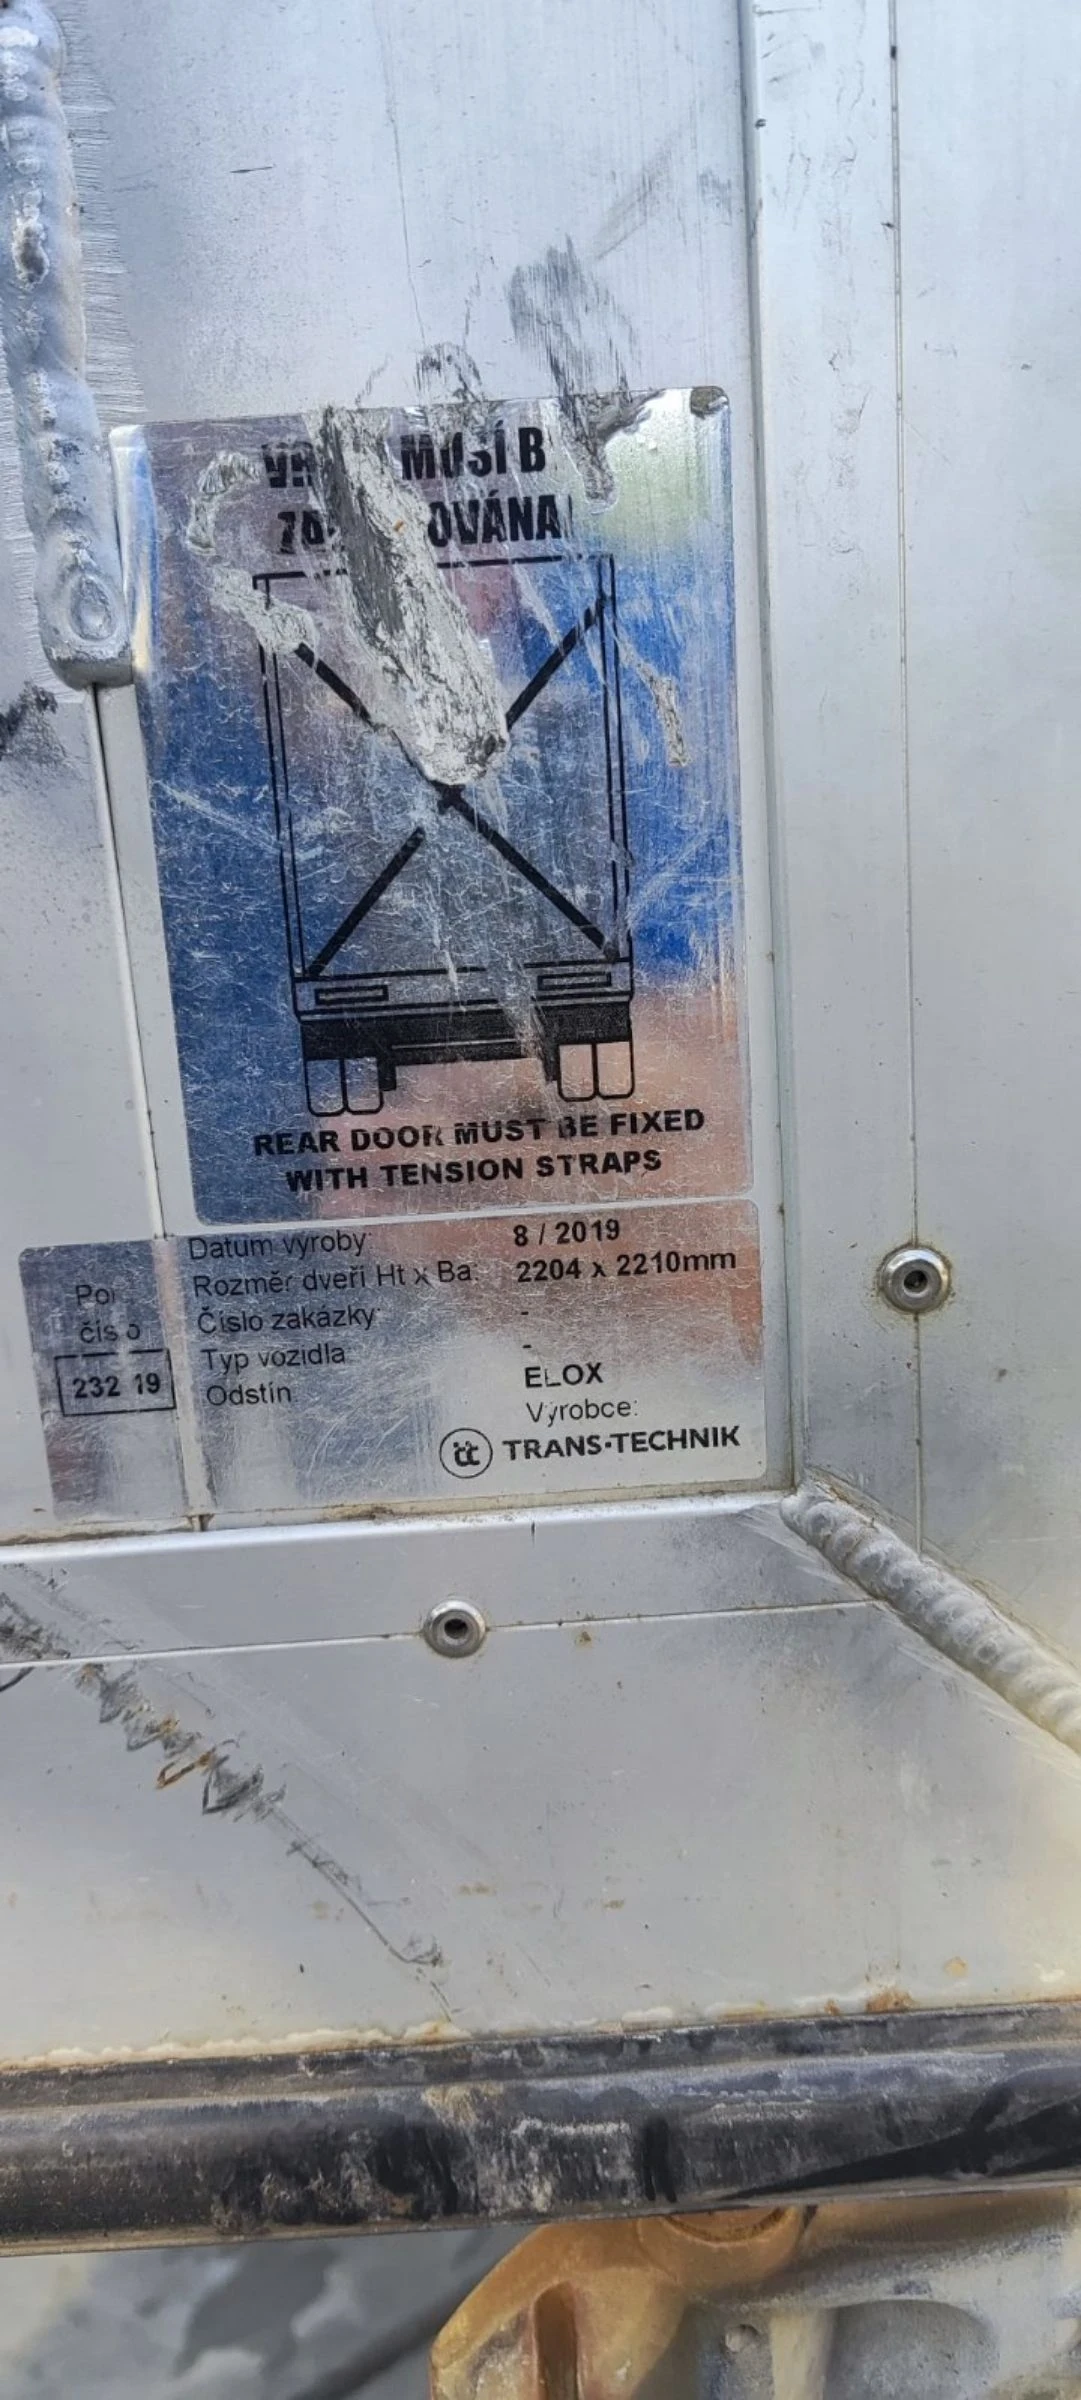 MUSÍ B
OVÁNA
REAR DOOR MUST BE FIXED
WITH TENSION STRAPS
Datum výroby: 8 / 2019
Rozměr dveří Ht x Ba: 2204 x 2210mm
Číslo zakázky: -
Typ vozidla: -
Odstín: ELOX
číslo
232 19
Výrobce:
TRANS-TECHNIK